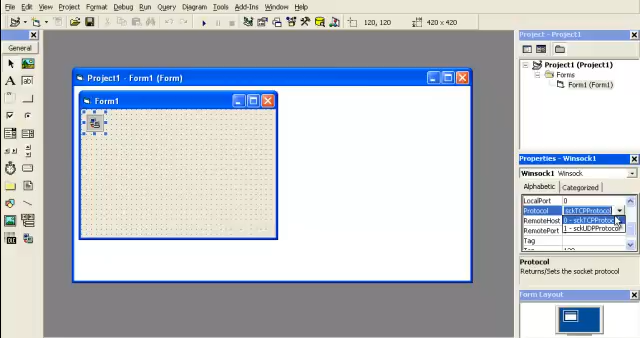 File Edit View Project Format Debug Run Query Diagram Tools Add-Ins Window Help
120, 120 420 x 420
General
Project1 - Form1 (Form)
Form1
Project - Project1
Project1 (Project1)
Forms
Form1 (Form1)
Properties - Winsock1
Winsock1 Winsock
Alphabetic Categorized
LocalPort 0
Protocol sckTCPProtocol
RemoteHost 0 - sckTCPProtoc
RemotePort 1 - sckUDPProtocol
Tag
120
Protocol
Returns/Sets the socket protocol
Form Layout